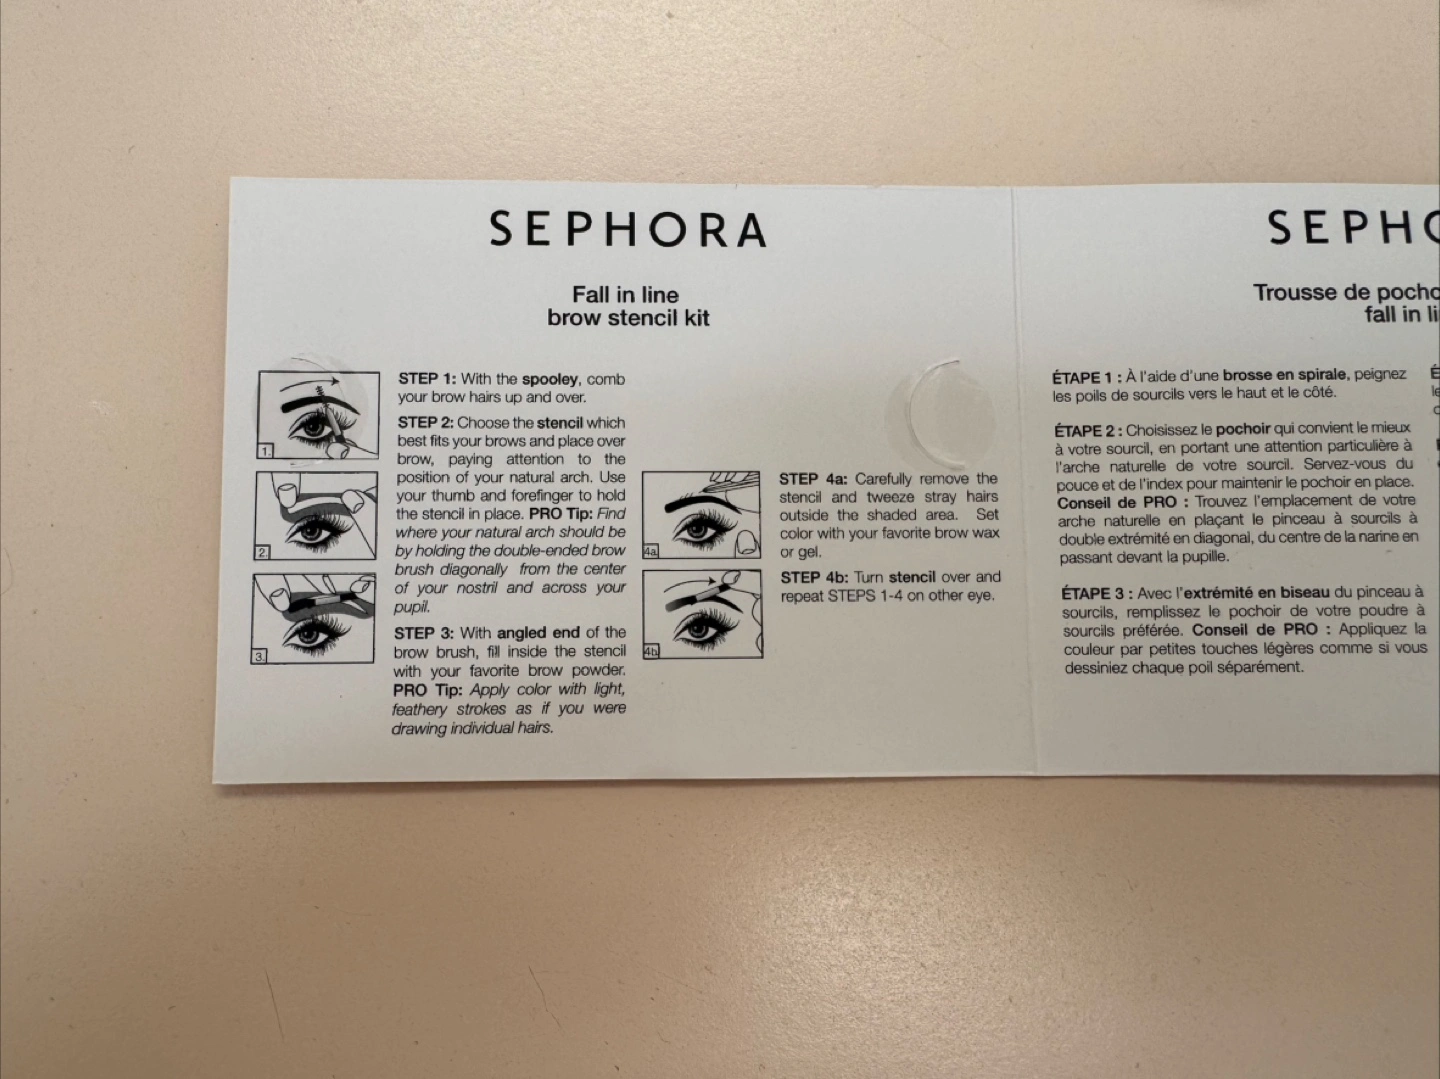 SEPHORA
Fall in line
brow stencil kit
1.
2.
3.
STEP 1: With the spooley, comb
your brow hairs up and over.
STEP 2: Choose the stencil which
best fits your brows and place over
brow, paying attention to the
position of your natural arch. Use
your thumb and forefinger to hold
the stencil in place. PRO Tip: Find
where your natural arch should be
by holding the double-ended brow
brush diagonally from the center
of your nostril and across your
pupil.
STEP 3: With angled end of the
brow brush, fill inside the stencil
with your favorite brow powder.
PRO Tip: Apply color with light,
feathery strokes as if you were
drawing individual hairs.
4a.
4b.
STEP 4a: Carefully remove the
stencil and tweeze stray hairs
outside the shaded area. Set
color with your favorite brow wax
or gel.
STEP 4b: Turn stencil over and
repeat STEPS 1-4 on other eye.
SEPHO
Trousse de pocho
fall in li
ÉTAPE 1 : À l'aide d'une brosse en spirale, peignez
les poils de sourcils vers le haut et le côté.
ÉTAPE 2 : Choisissez le pochoir qui convient le mieux
à votre sourcil, en portant une attention particulière à
l'arche naturelle de votre sourcil. Servez-vous du
pouce et de l'index pour maintenir le pochoir en place.
Conseil de PRO : Trouvez l'emplacement de votre
arche naturelle en plaçant le pinceau à sourcils à
double extrémité en diagonal, du centre de la narine en
passant devant la pupille.
ÉTAPE 3 : Avec l'extrémité en biseau du pinceau à
sourcils, remplissez le pochoir de votre poudre à
sourcils préférée. Conseil de PRO : Appliquez la
couleur par petites touches légères comme si vous
dessiniez chaque poil séparément.